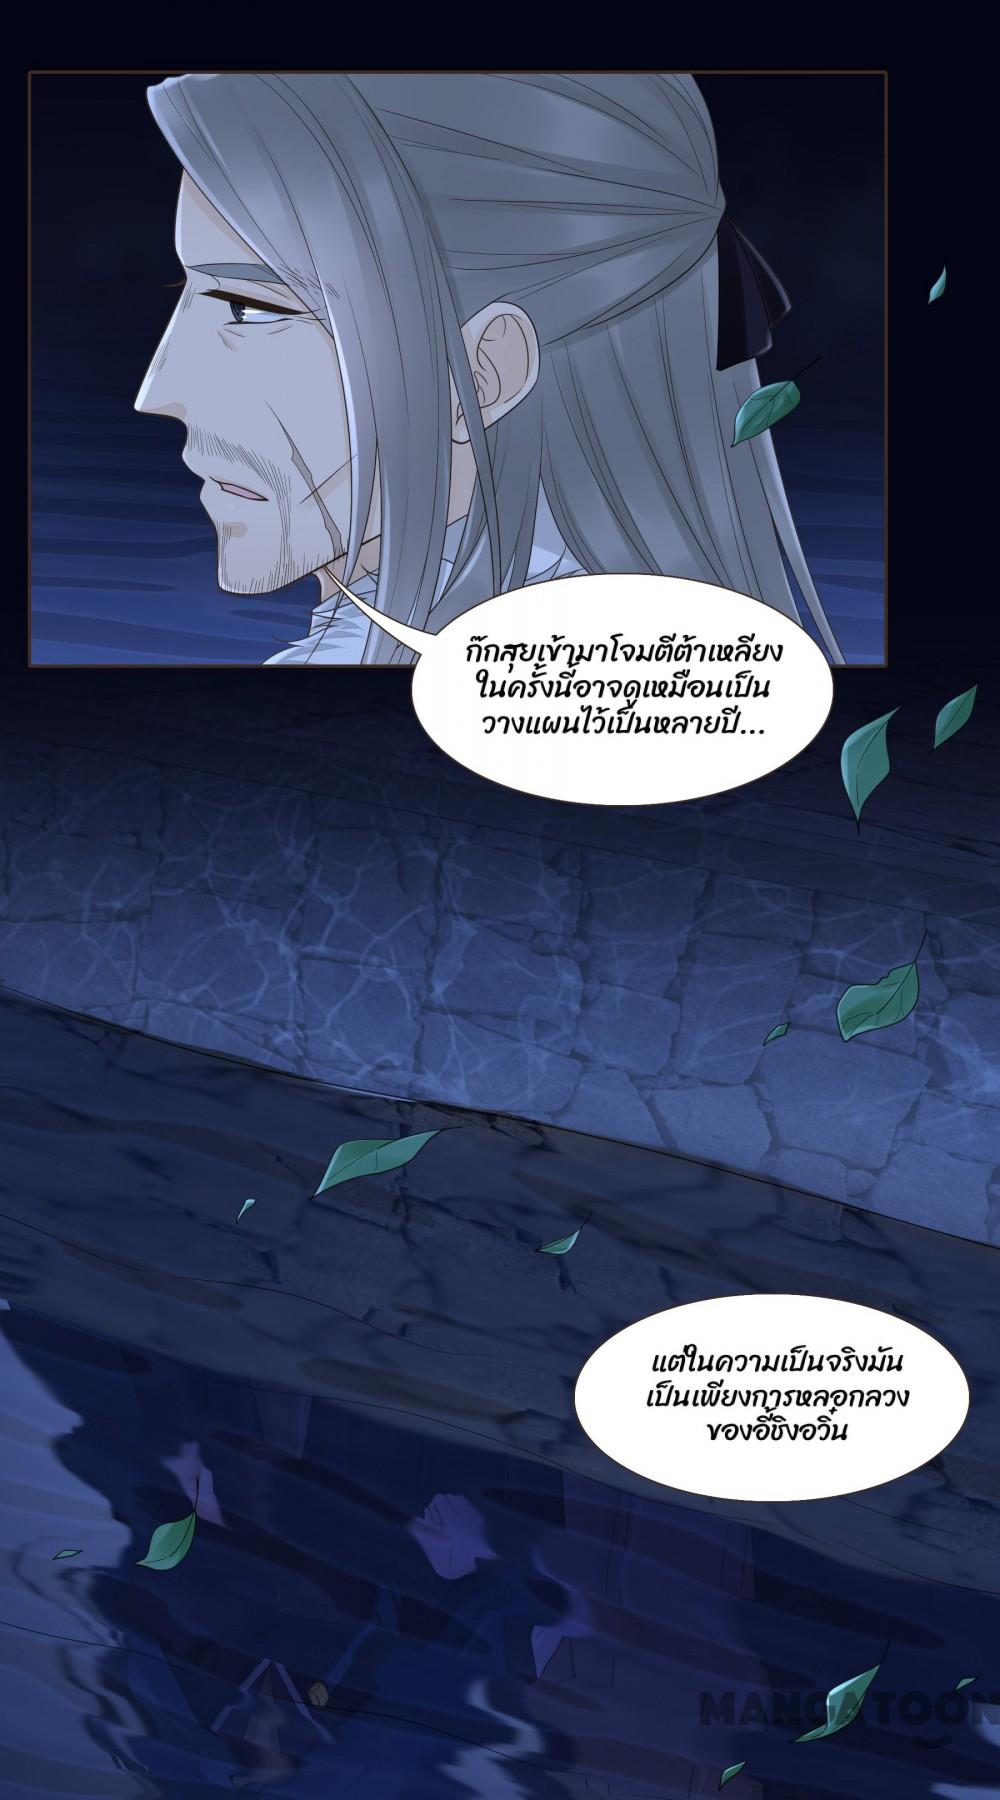 ก๊กสุยเข้ามาโจมตีต้าเหลียง
ในครั้งนี้อาจดูเหมือนเป็น
วางแผนไว้เป็นหลายปี...
แต่ในความเป็นจริงมัน
เป็นเพียงการหลอกลวง
ของอี้ชิงอวิ๋น
MANGATOON